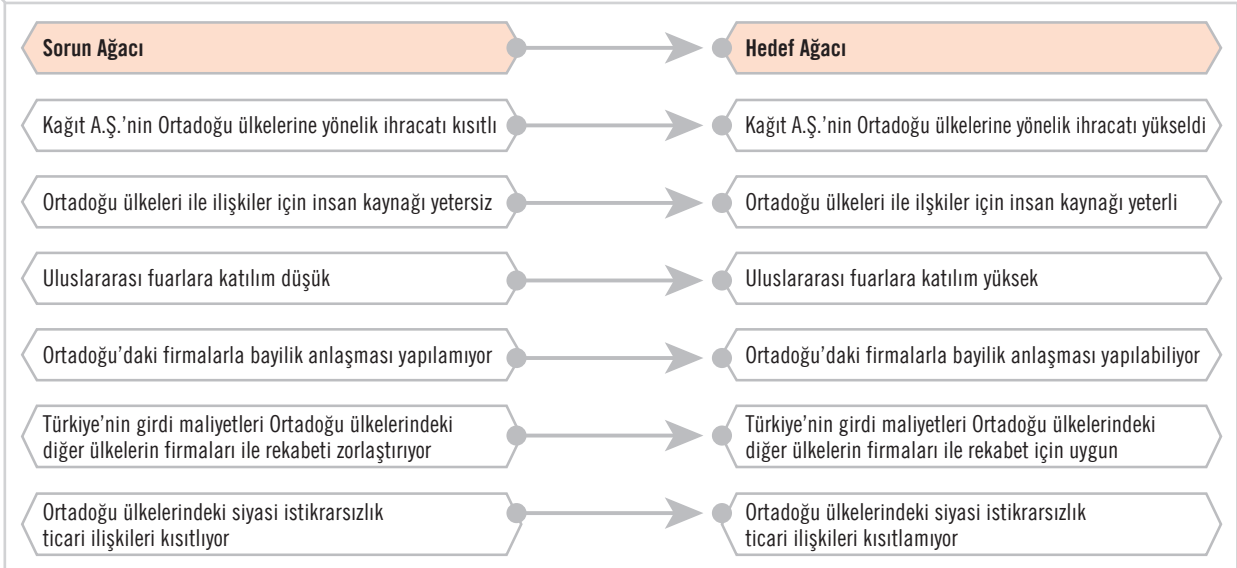 Sorun Ağacı
Hedef Ağacı
Kağıt A.Ş.’nin Ortadoğu ülkelerine yönelik ihracatı kısıtlı
Kağıt A.Ş.’nin Ortadoğu ülkelerine yönelik ihracatı yükseldi
Ortadoğu ülkeleri ile ilişkiler için insan kaynağı yetersiz
Ortadoğu ülkeleri ile ilşkiler için insan kaynağı yeterli
Uluslararası fuarlara katılım düşük
Uluslararası fuarlara katılım yüksek
Ortadoğu’daki firmalarla bayilik anlaşması yapılamıyor
Ortadoğu’daki firmalarla bayilik anlaşması yapılabiliyor
Türkiye’nin girdi maliyetleri Ortadoğu ülkelerindeki
diğer ülkelerin firmaları ile rekabeti zorlaştırıyor
Türkiye’nin girdi maliyetleri Ortadoğu ülkelerindeki
diğer ülkelerin firmaları ile rekabet için uygun
Ortadoğu ülkelerindeki siyasi istikrarsızlık
ticari ilişkileri kısıtlıyor
Ortadoğu ülkelerindeki siyasi istikrarsızlık
ticari ilişkileri kısıtlamıyor